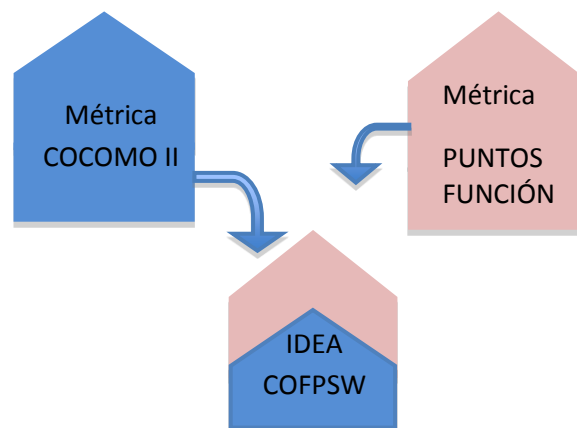 Métrica
COCOMO II
Métrica
PUNTOS
FUNCIÓN
IDEA
COFPSW